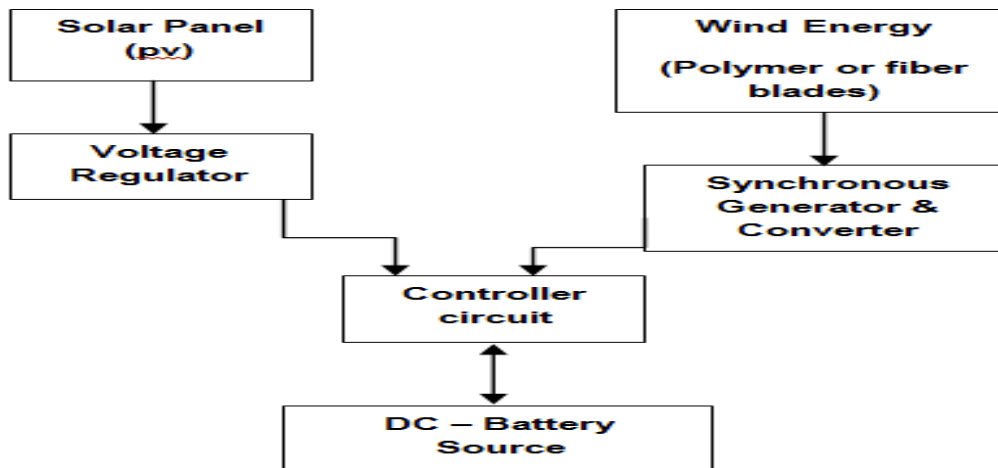 Solar Panel
(pv)
Wind Energy
(Polymer or fiber
blades)
Voltage
Regulator
Synchronous
Generator &
Converter
Controller
circuit
DC – Battery
Source